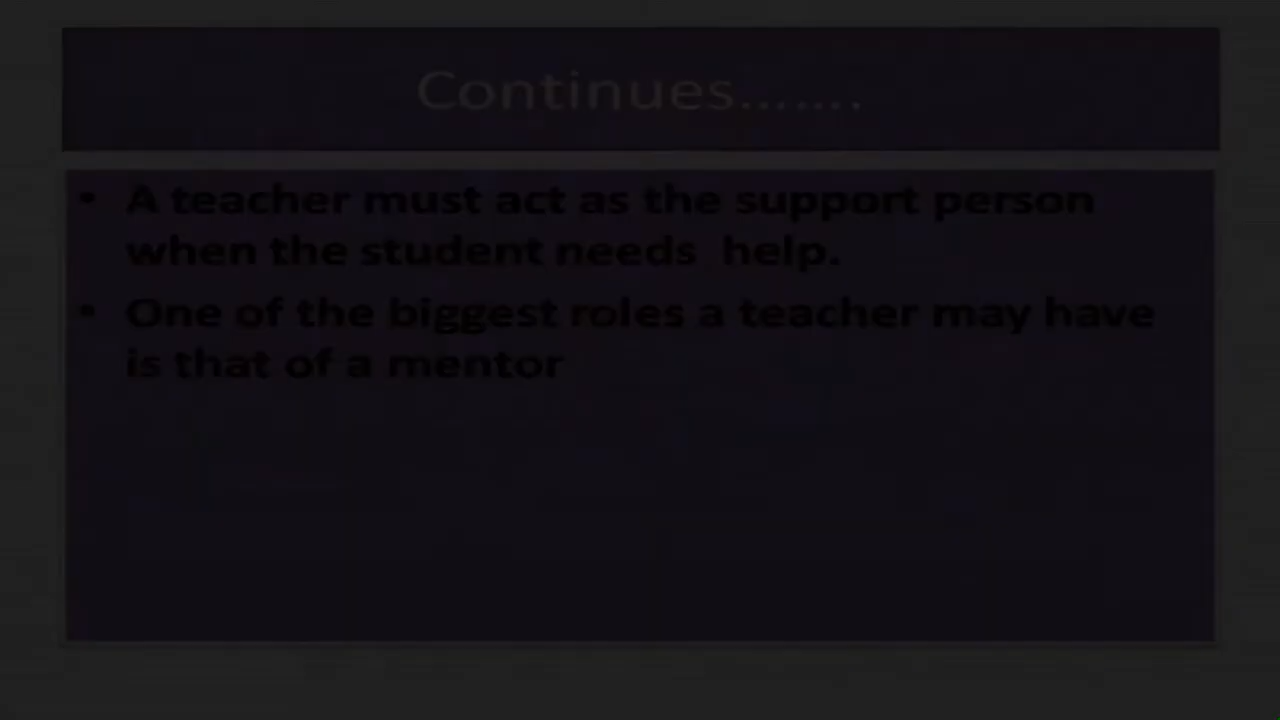 Continues.......
• A teacher must act as the support person
when the student needs  help.
• One of the biggest roles a teacher may have
is that of a mentor